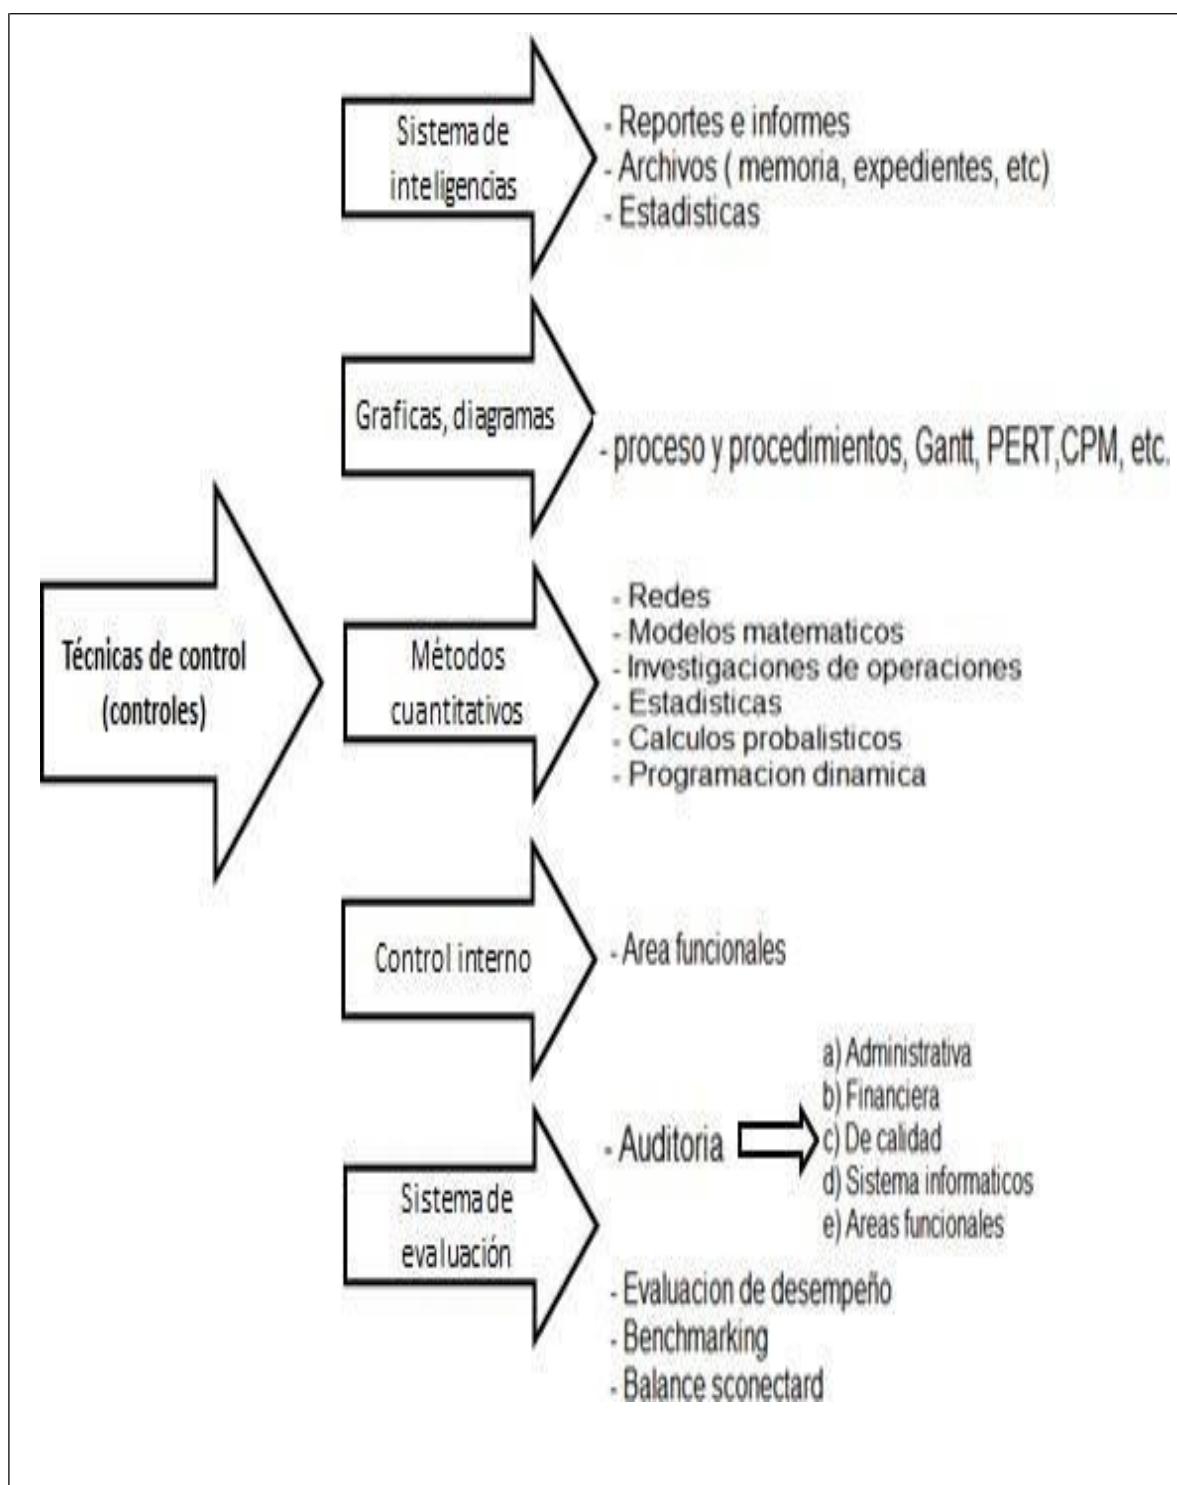 Técnicas de control
(controles)
Sistema de
inteligencias
- Reportes e informes
- Archivos ( memoria, expedientes, etc)
- Estadisticas
Graficas, diagramas
- proceso y procedimientos, Gantt, PERT,CPM, etc.
Métodos
cuantitativos
- Redes
- Modelos matematicos
- Investigaciones de operaciones
- Estadisticas
- Calculos probalisticos
- Programacion dinamica
Control interno
- Area funcionales
Sistema de
evaluación
- Auditoria
a) Administrativa
b) Financiera
c) De calidad
d) Sistema informaticos
e) Areas funcionales
- Evaluacion de desempeño
- Benchmarking
- Balance sconectard